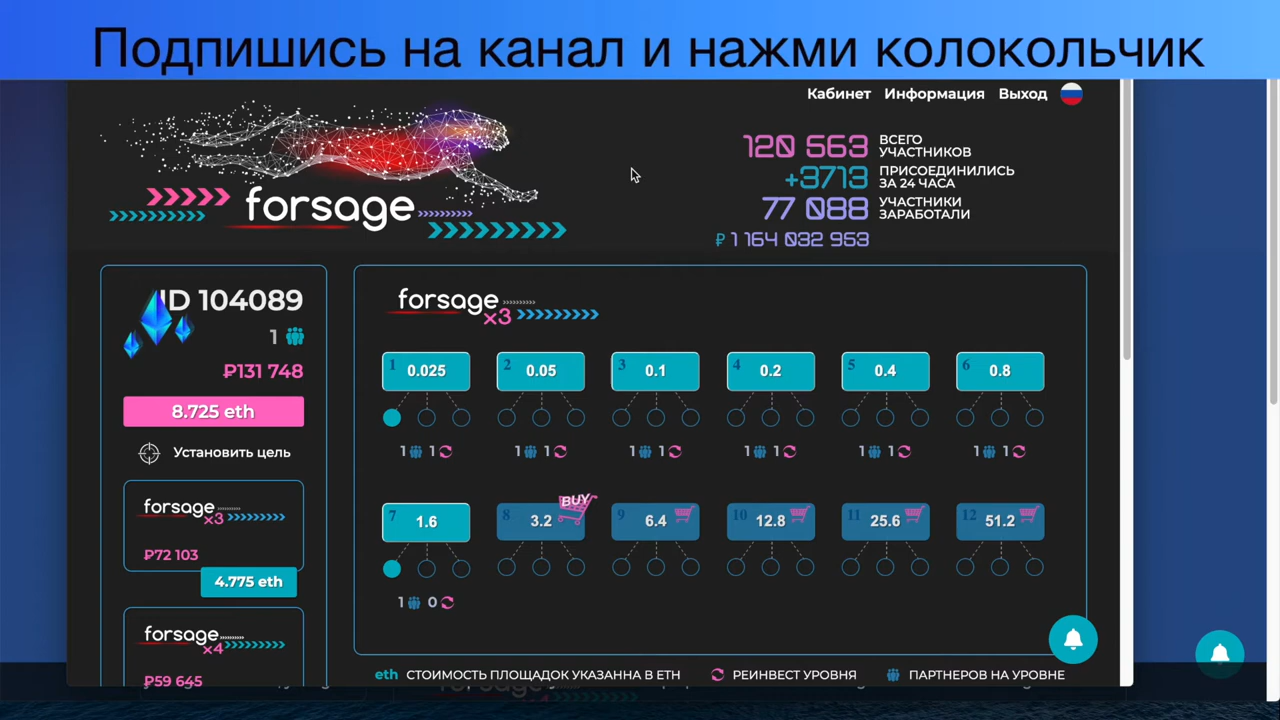 Подпишись на канал и нажми колокольчик
Кабинет Информация Выход
forsage
120 563 ВСЕГО УЧАСТНИКОВ
+3713 ПРИСОЕДИНИЛИСЬ ЗА 24 ЧАСА
77 088 УЧАСТНИКИ ЗАРАБОТАЛИ
₽ 1 164 032 953
ID 104089
1
₽131 748
8.725 eth
Установить цель
forsage x3
₽72 103
4.775 eth
forsage x4
₽59 645
forsage x3
1 0.025 2 0.05 3 0.1 4 0.2 5 0.4 6 0.8
1 1 1 1 1 1 1 1 1 1 1 1
BUY
7 1.6 8 3.2 9 6.4 10 12.8 11 25.6 12 51.2
1 0
eth СТОИМОСТЬ ПЛОЩАДОК УКАЗАННА В ETH РЕИНВЕСТ УРОВНЯ ПАРТНЕРОВ НА УРОВНЕ